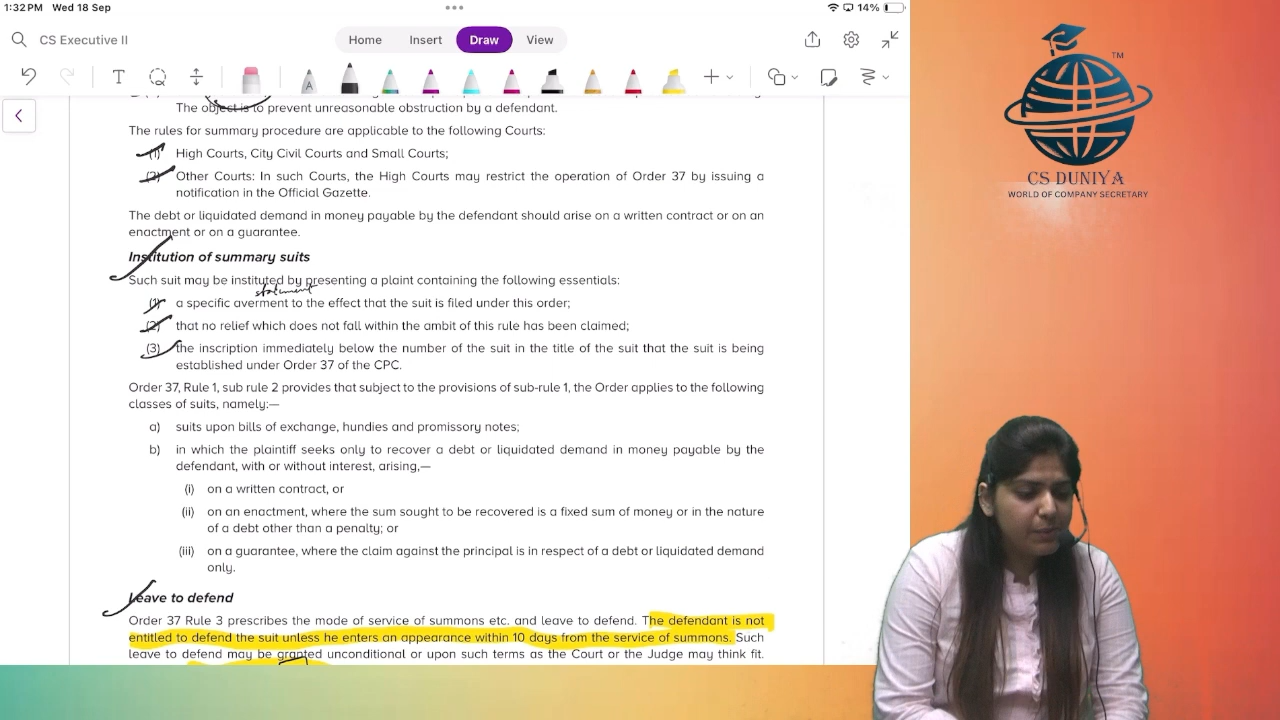 1:32 PM Wed 18 Sep
14%
CS Executive II
Home Insert Draw View
The object is to prevent unreasonable obstruction by a defendant.
The rules for summary procedure are applicable to the following Courts:
(1) High Courts, City Civil Courts and Small Courts;
(2) Other Courts: In such Courts, the High Courts may restrict the operation of Order 37 by issuing a
notification in the Official Gazette.
The debt or liquidated demand in money payable by the defendant should arise on a written contract or on an
enactment or on a guarantee.
Institution of summary suits
Such suit may be instituted by presenting a plaint containing the following essentials:
statement
(1) a specific averment to the effect that the suit is filed under this order;
(2) that no relief which does not fall within the ambit of this rule has been claimed;
(3) the inscription immediately below the number of the suit in the title of the suit that the suit is being
established under Order 37 of the CPC.
Order 37, Rule 1, sub rule 2 provides that subject to the provisions of sub-rule 1, the Order applies to the following
classes of suits, namely:—
a) suits upon bills of exchange, hundies and promissory notes;
b) in which the plaintiff seeks only to recover a debt or liquidated demand in money payable by the
defendant, with or without interest, arising,—
(i) on a written contract, or
(ii) on an enactment, where the sum sought to be recovered is a fixed sum of money or in the nature
of a debt other than a penalty; or
(iii) on a guarantee, where the claim against the principal is in respect of a debt or liquidated demand
only.
Leave to defend
Order 37 Rule 3 prescribes the mode of service of summons etc. and leave to defend. The defendant is not
entitled to defend the suit unless he enters an appearance within 10 days from the service of summons. Such
leave to defend may be granted unconditional or upon such terms as the Court or the Judge may think fit.
TM
CS DUNIYA
WORLD OF COMPANY SECRETARY